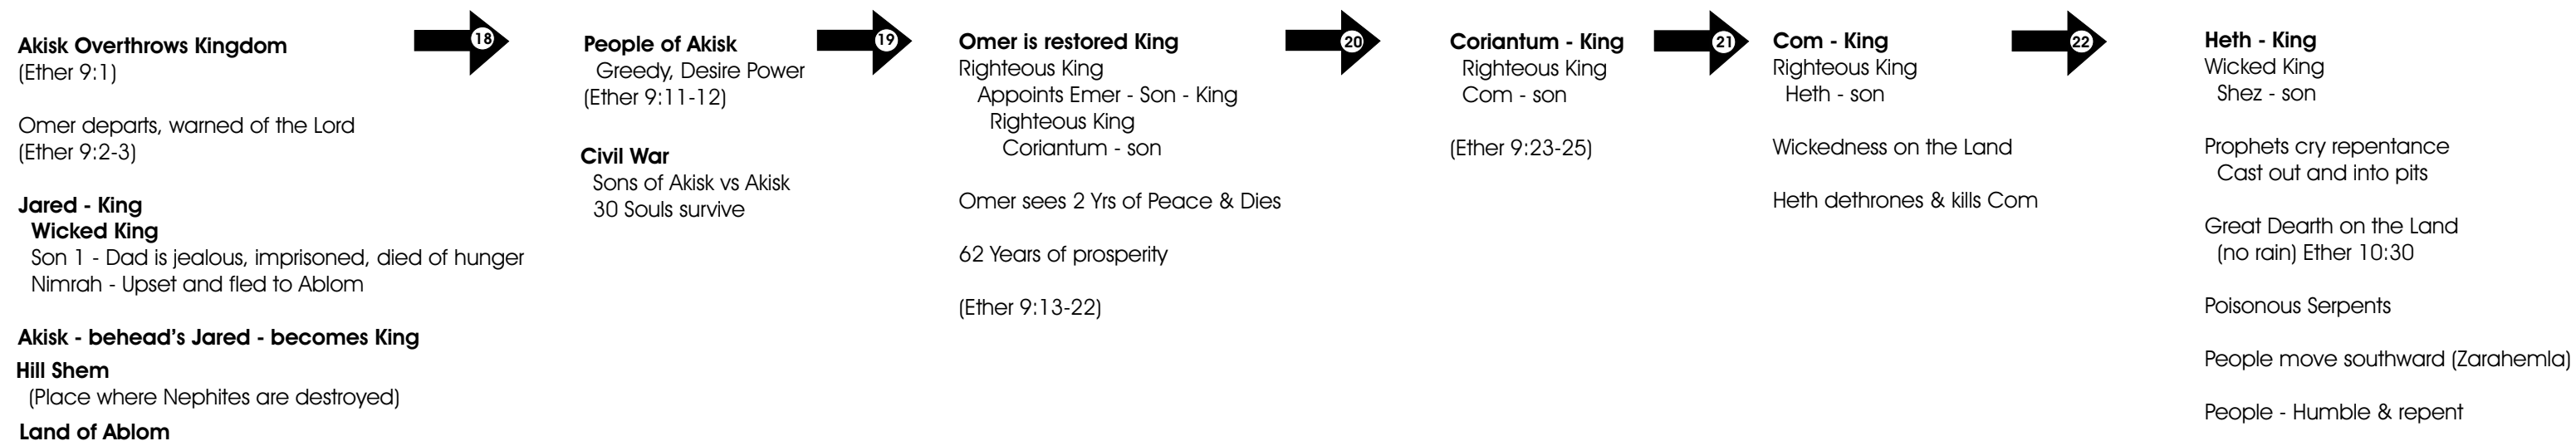 Akisk Overthrows Kingdom
(Ether 9:1)
Omer departs, warned of the Lord
(Ether 9:2-3)
Jared - King
Wicked King
Son 1 - Dad is jealous, imprisoned, died of hunger
Nimrah - Upset and fled to Ablom
Akisk - behead's Jared - becomes King
Hill Shem
(Place where Nephites are destroyed)
Land of Ablom
18
People of Akisk
Greedy, Desire Power
(Ether 9:11-12)
Civil War
Sons of Akisk vs Akisk
30 Souls survive
19
Omer is restored King
Righteous King
Appoints Emer - Son - King
Righteous King
Coriantum - son
Omer sees 2 Yrs of Peace & Dies
62 Years of prosperity
(Ether 9:13-22)
20
Coriantum - King
Righteous King
Com - son
(Ether 9:23-25)
21
Com - King
Righteous King
Heth - son
Wickedness on the Land
Heth dethrones & kills Com
22
Heth - King
Wicked King
Shez - son
Prophets cry repentance
Cast out and into pits
Great Dearth on the Land
(no rain) Ether 10:30
Poisonous Serpents
People move southward (Zarahemla)
People - Humble & repent